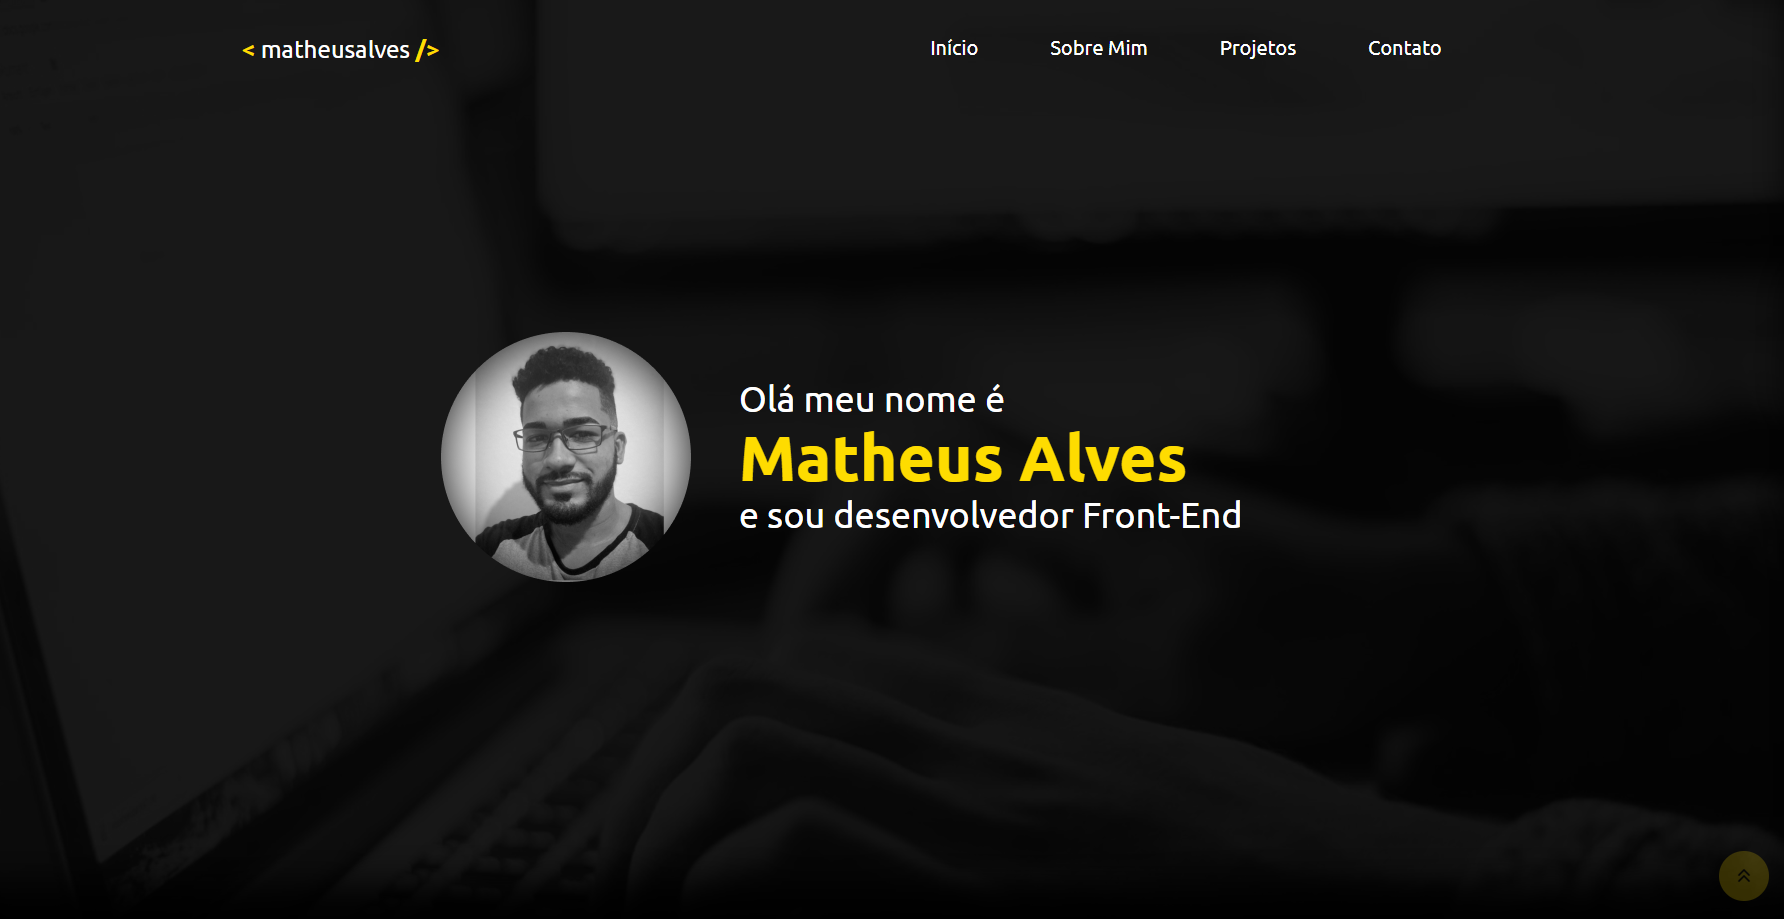 < matheusalves />
Início
Sobre Mim
Projetos
Contato
Olá meu nome é
Matheus Alves
e sou desenvolvedor Front-End